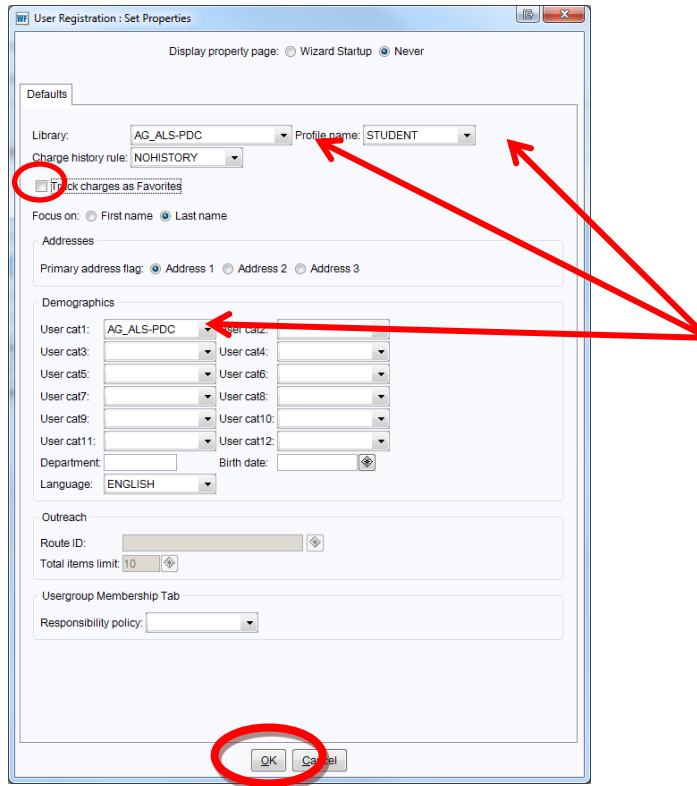 WF User Registration : Set Properties
Display property page: Wizard Startup Never
Defaults
Library: AG_ALS-PDC Profile name: STUDENT
Charge history rule: NOHISTORY
Track charges as Favorites
Focus on: First name Last name
Addresses
Primary address flag: Address 1 Address 2 Address 3
Demographics
User cat1: AG_ALS-PDC User cat2:
User cat3: User cat4:
User cat5: User cat6:
User cat7: User cat8:
User cat9: User cat10:
User cat11: User cat12:
Department: Birth date:
Language: ENGLISH
Outreach
Route ID:
Total items limit: 10
Usergroup Membership Tab
Responsibility policy:
OK Cancel